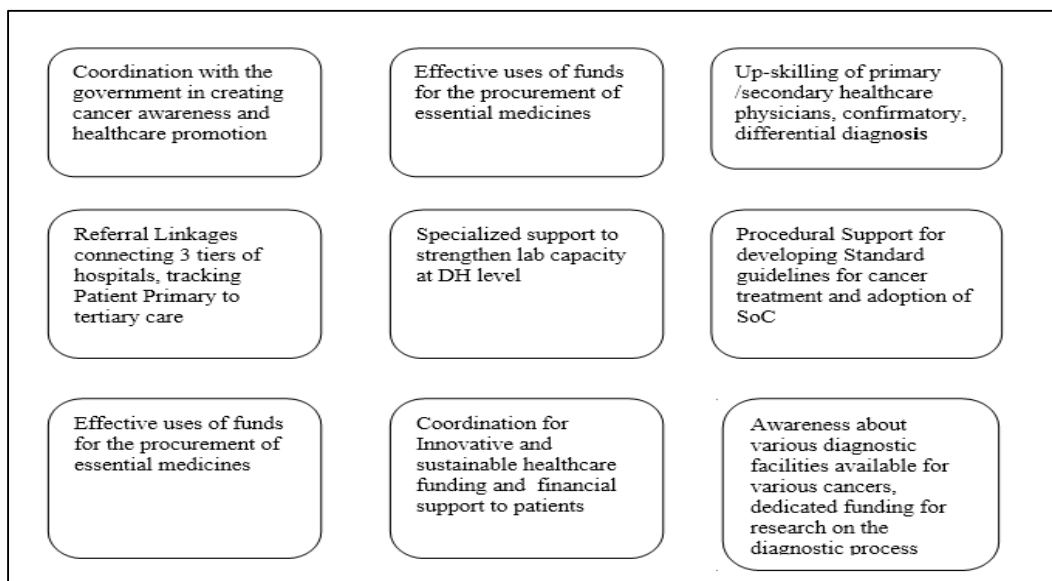 Coordination with the
government in creating
cancer awareness and
healthcare promotion
Effective uses of funds
for the procurement of
essential medicines
Up-skilling of primary
/secondary healthcare
physicians, confirmatory,
differential diagnosis
Referral Linkages
connecting 3 tiers of
hospitals, tracking
Patient Primary to
tertiary care
Specialized support to
strengthen lab capacity
at DH level
Procedural Support for
developing Standard
guidelines for cancer
treatment and adoption of
SoC
Effective uses of funds
for the procurement of
essential medicines
Coordination for
Innovative and
sustainable healthcare
funding and financial
support to patients
Awareness about
various diagnostic
facilities available for
various cancers,
dedicated funding for
research on the
diagnostic process